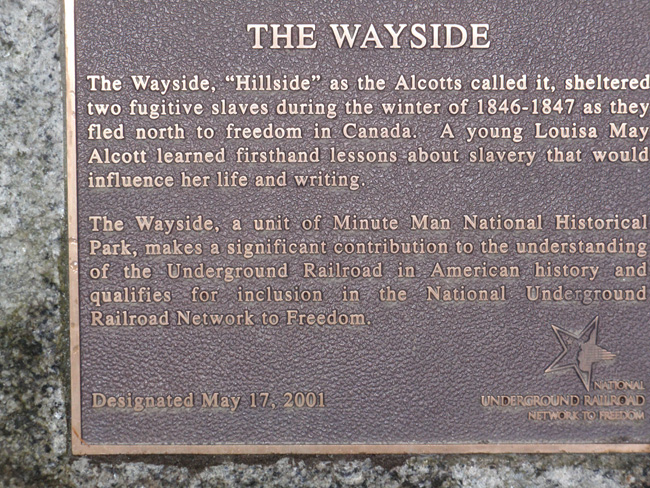 THE WAYSIDE
The Wayside, “Hillside” as the Alcotts called it, sheltered
two fugitive slaves during the winter of 1846-1847 as they
fled north to freedom in Canada. A young Louisa May
Alcott learned firsthand lessons about slavery that would
influence her life and writing.
The Wayside, a unit of Minute Man National Historical
Park, makes a significant contribution to the understanding
of the Underground Railroad in American history and
qualifies for inclusion in the National Underground
Railroad Network to Freedom.
Designated May 17, 2001
NATIONAL
UNDERGROUND RAILROAD
NETWORK TO FREEDOM